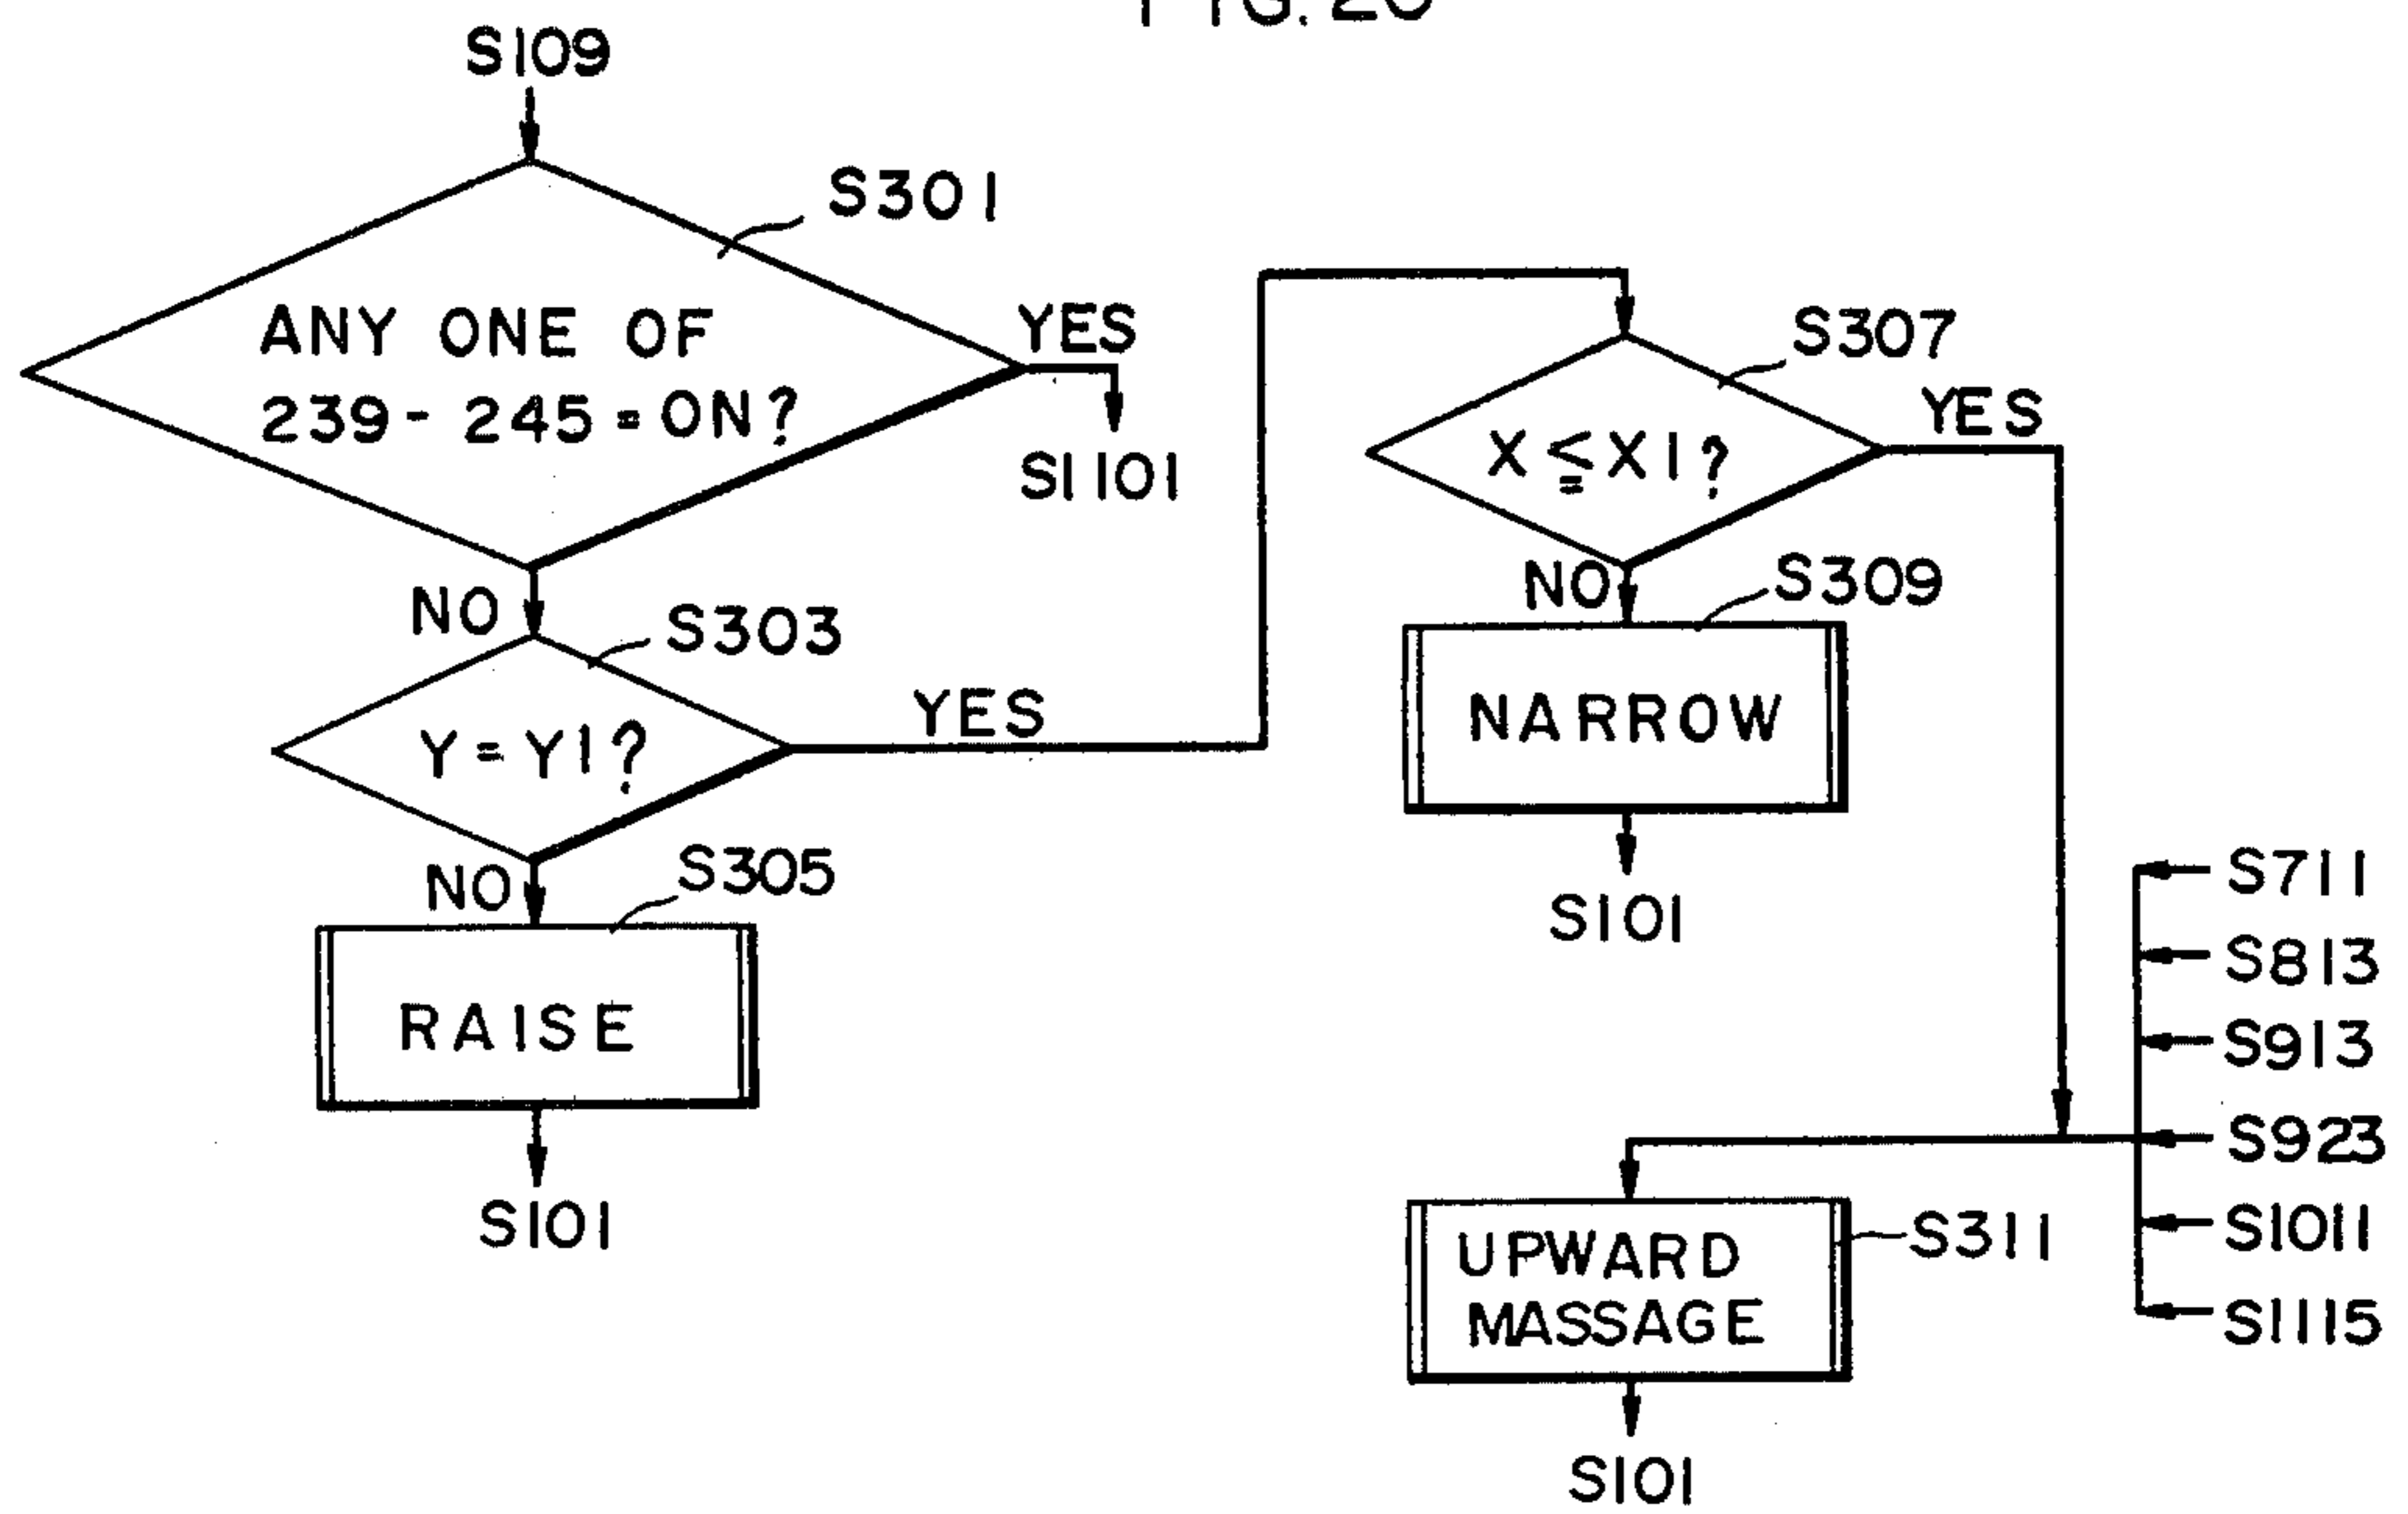 S109
S301
ANY ONE OF
239- 245=ON?
YES
S1101
NO
S303
Y=Y1?
YES
NO
S305
RAISE
S101
S307
X≦X1?
YES
NO
S309
NARROW
S101
S711
S813
S913
S923
S1011
S1115
UPWARD
MASSAGE
S311
S101